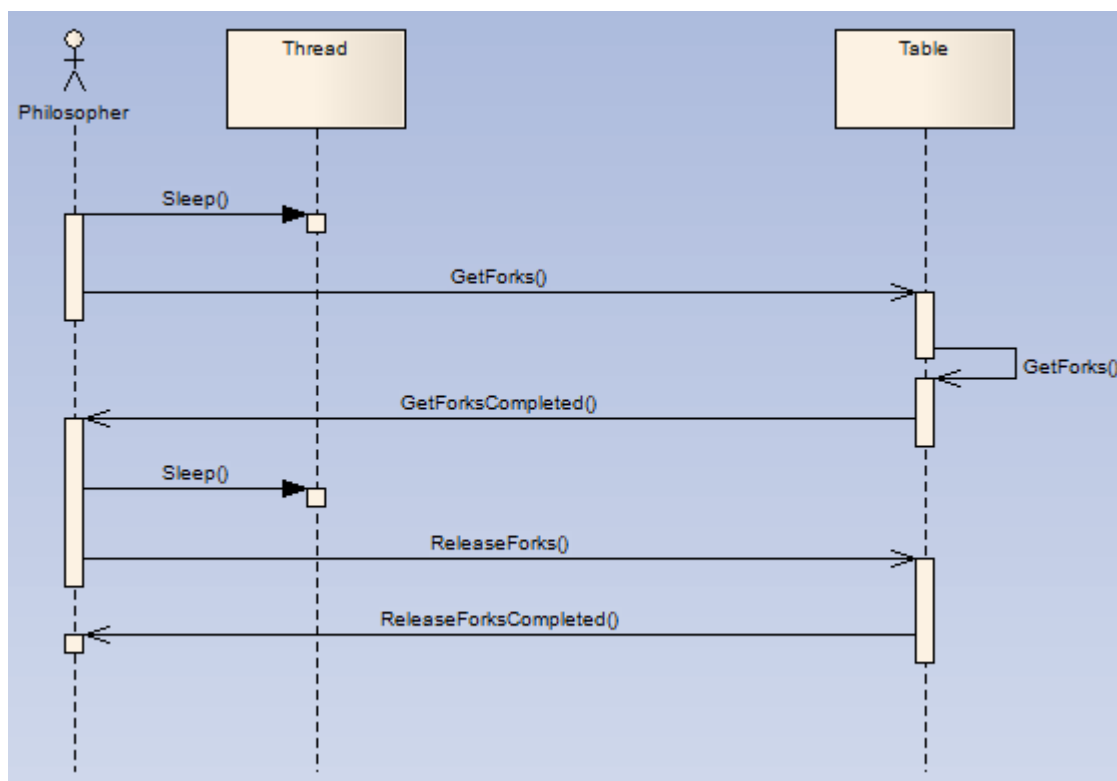 Thread
Table
Philosopher
Sleep()
GetForks()
GetForks()
GetForksCompleted()
Sleep()
ReleaseForks()
ReleaseForksCompleted()